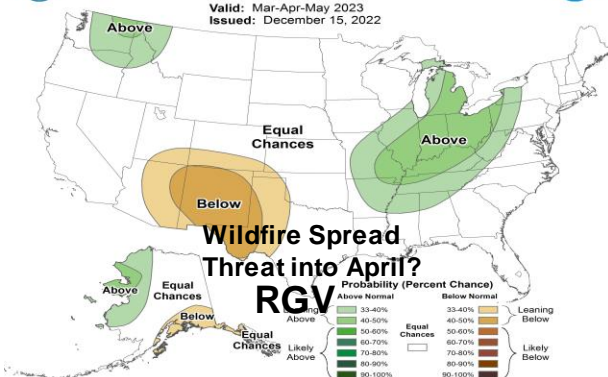 Valid: Mar-Apr-May 2023
Issued: December 15, 2022
Above
Equal
Chances
Above
Below
Wildfire Spread
Threat into April?
RGV
Above
Equal
Chances
Below
Equal
Chances
Probability (Percent Chance)
Above Normal
Below Normal
Leaning
Above
33-40%
40-50%
50-60%
Likely
Above
60-70%
70-80%
80-90%
90-100%
Equal
Chances
33-40%
40-50%
Leaning
Below
50-60%
60-70%
70-80%
80-90%
90-100%
Likely
Below